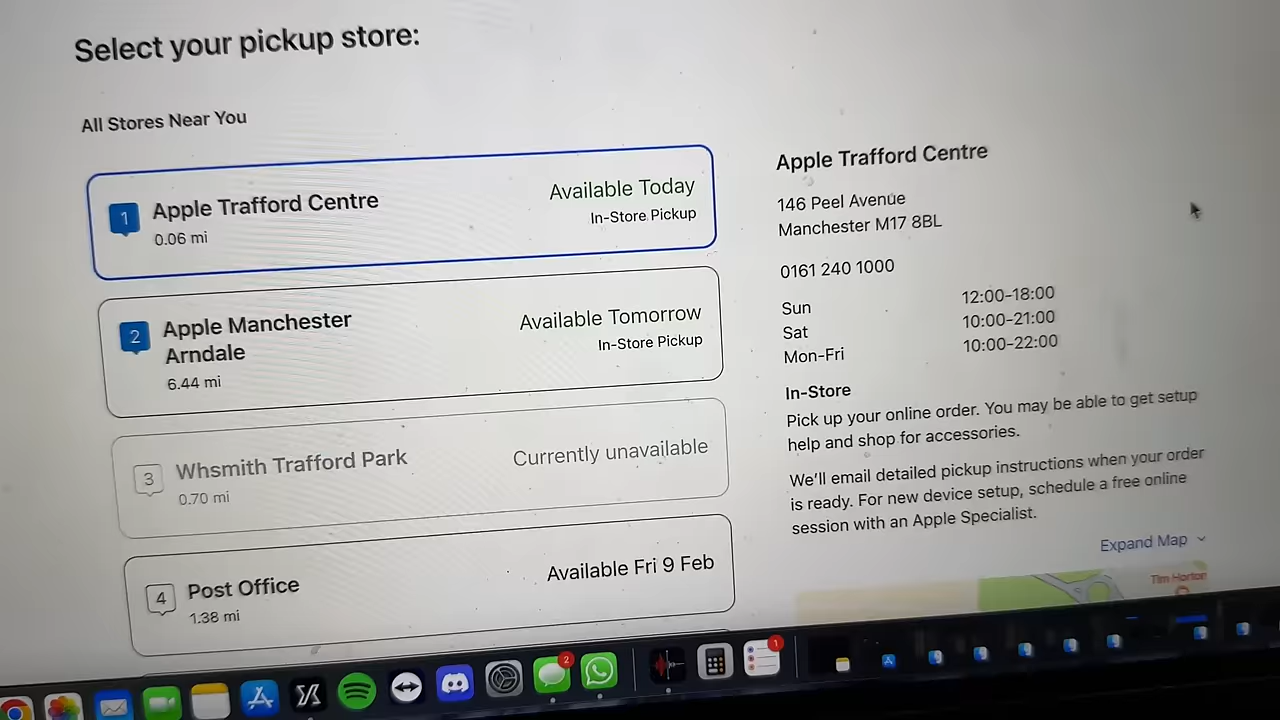 Select your pickup store:
All Stores Near You
1
Apple Trafford Centre
0.06 mi
Available Today
In-Store Pickup
2
Apple Manchester
Arndale
6.44 mi
Available Tomorrow
In-Store Pickup
3
Whsmith Trafford Park
0.70 mi
Currently unavailable
4
Post Office
1.38 mi
Available Fri 9 Feb
Apple Trafford Centre
146 Peel Avenue
Manchester M17 8BL
0161 240 1000
Sun 12:00-18:00
Sat 10:00-21:00
Mon-Fri 10:00-22:00
In-Store
Pick up your online order. You may be able to get setup
help and shop for accessories.
We'll email detailed pickup instructions when your order
is ready. For new device setup, schedule a free online
session with an Apple Specialist.
Expand Map
Tim Horton
2
1